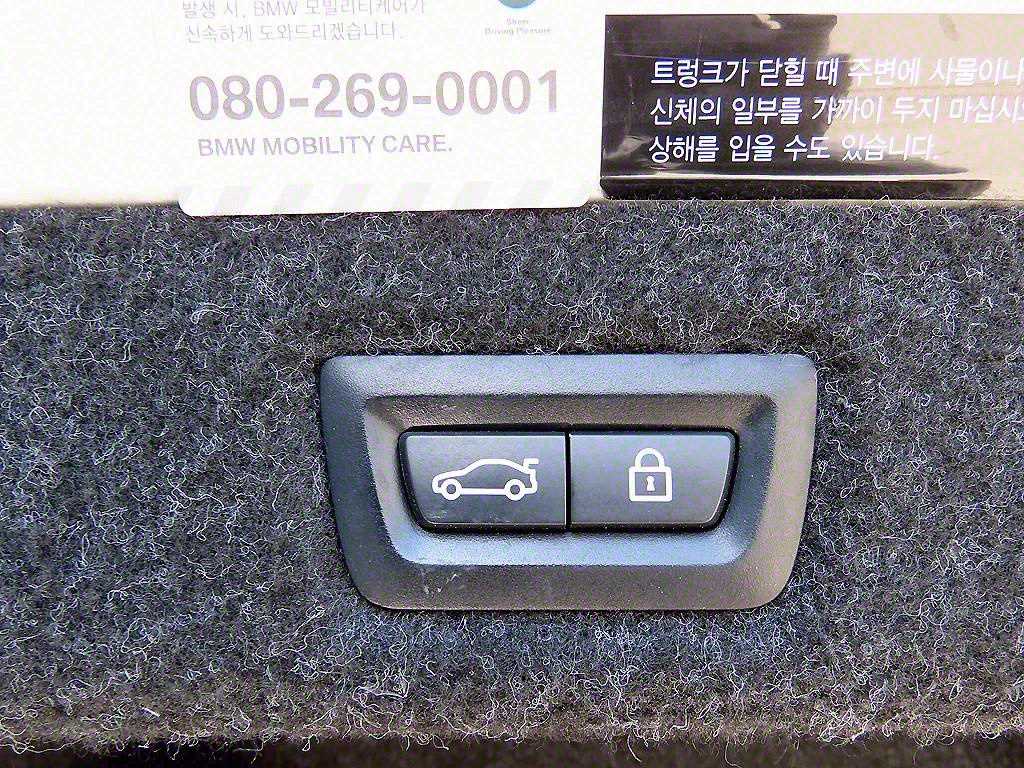 발생 시, BMW 모빌리티케어가
신속하게 도와드리겠습니다.
Sheer
Driving Pleasure
080-269-0001
BMW MOBILITY CARE.
트렁크가 닫힐 때 주변에 사물이나
신체의 일부를 가까이 두지 마십시오
상해를 입을 수도 있습니다.